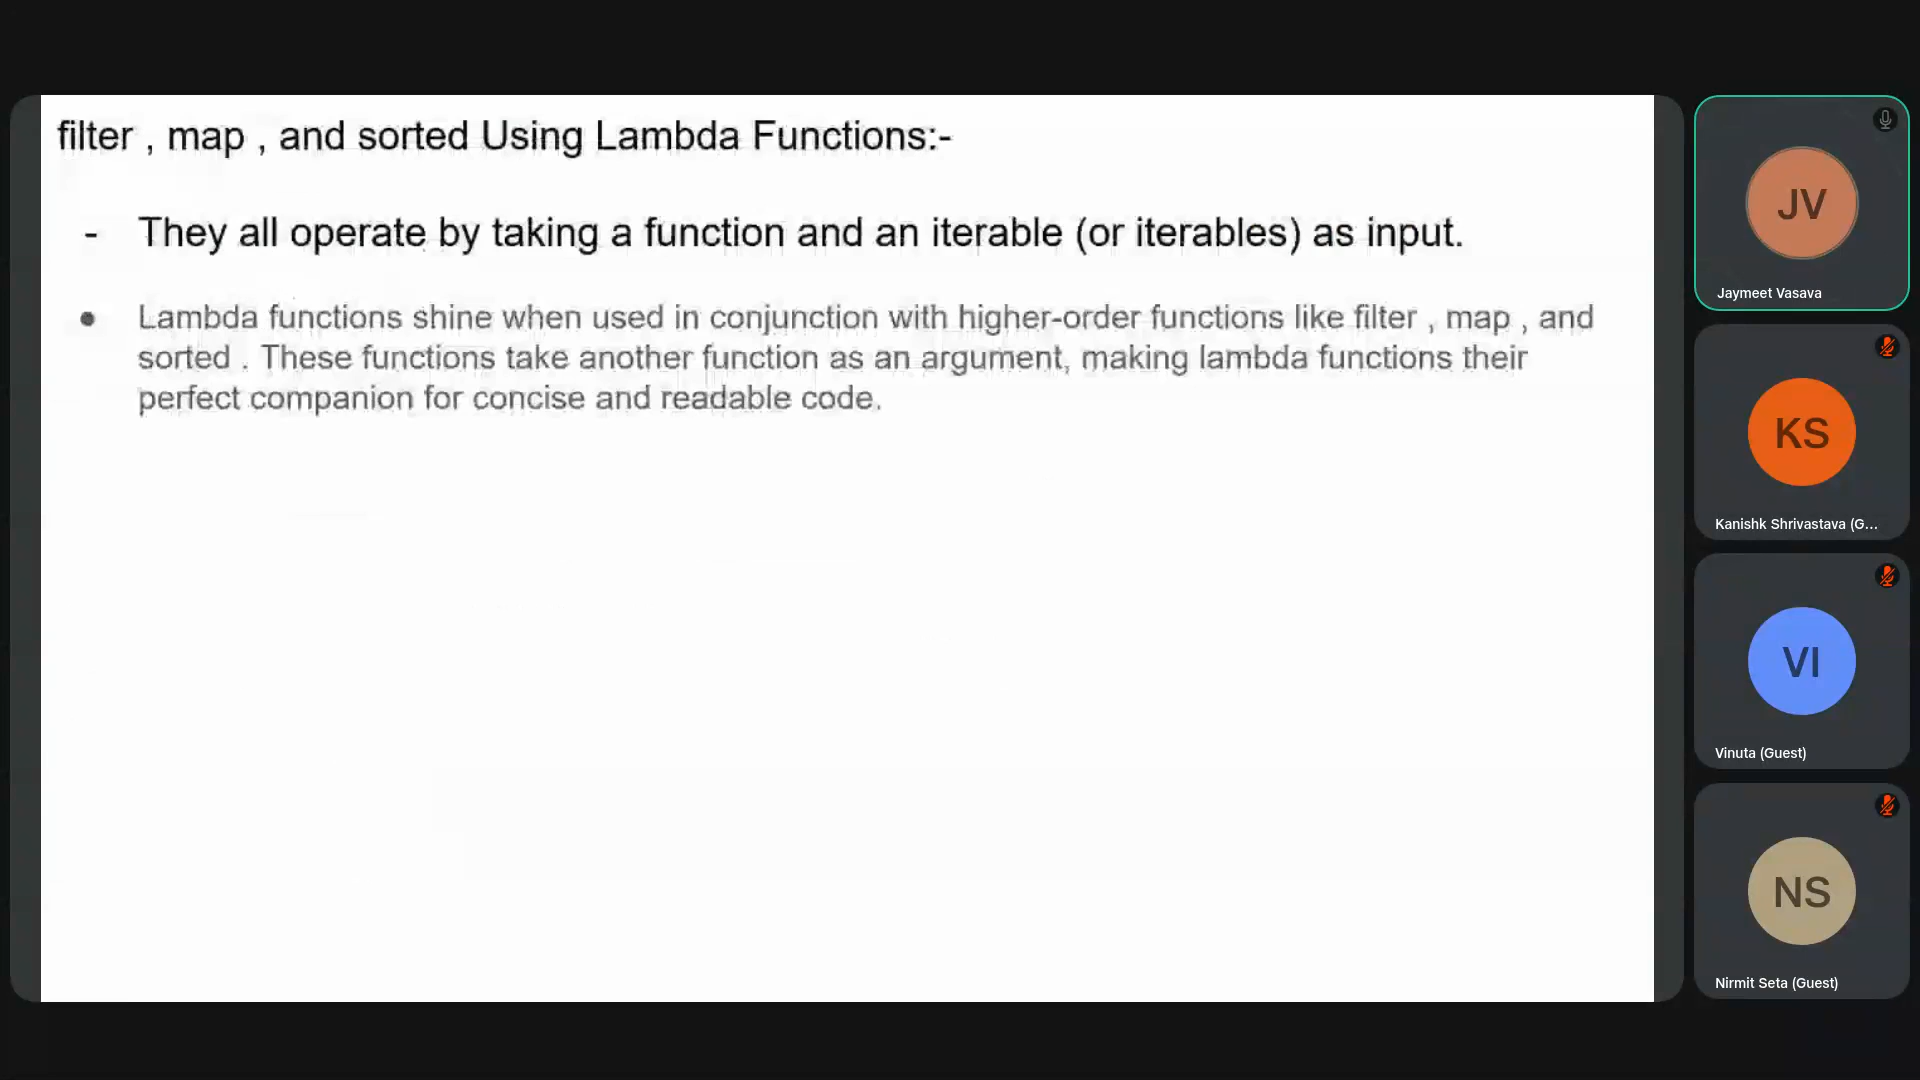 filter , map , and sorted Using Lambda Functions:-
- They all operate by taking a function and an iterable (or iterables) as input.
● Lambda functions shine when used in conjunction with higher-order functions like filter , map , and
sorted . These functions take another function as an argument, making lambda functions their
perfect companion for concise and readable code.
JV
Jaymeet Vasava
KS
Kanishk Shrivastava (G...
VI
Vinuta (Guest)
NS
Nirmit Seta (Guest)